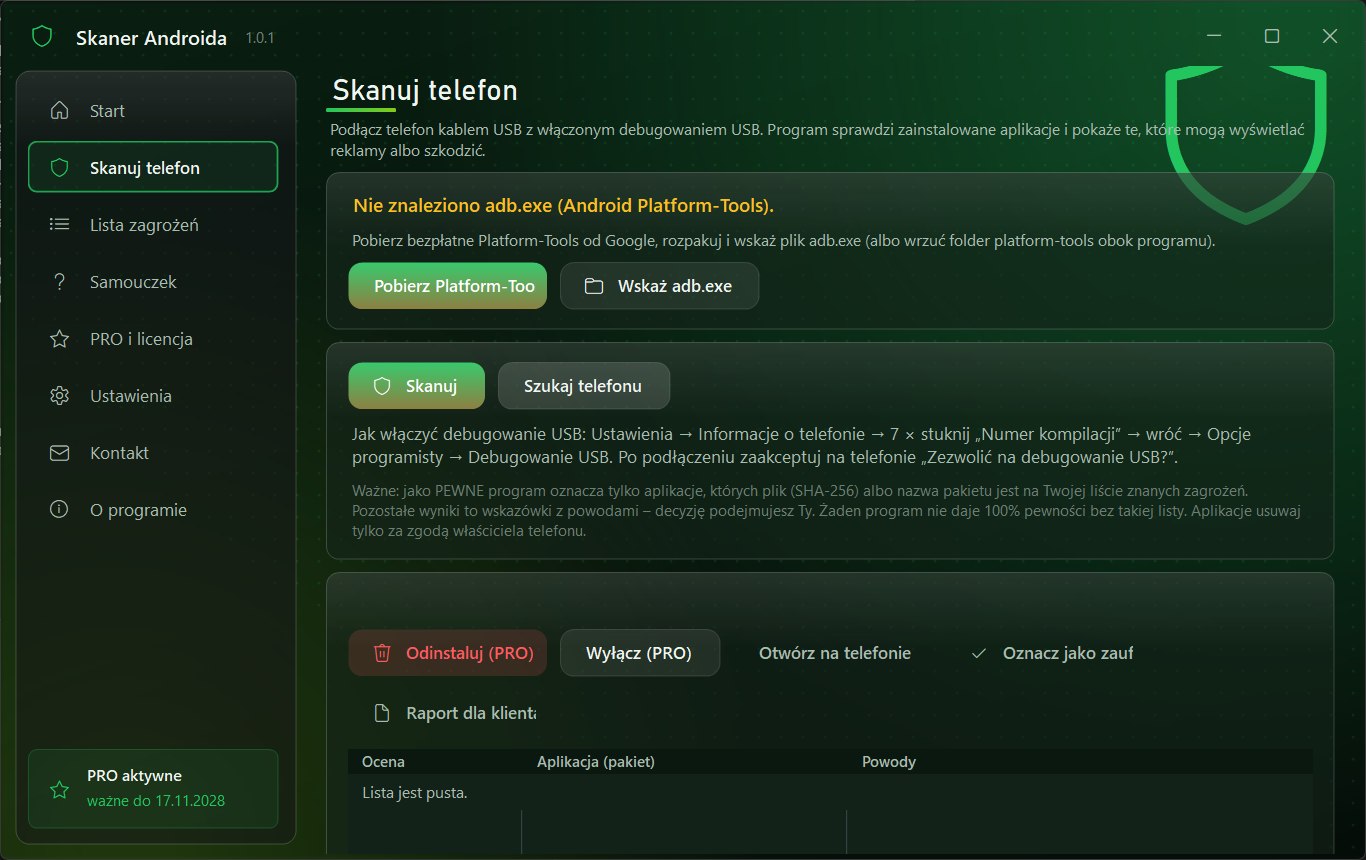 Skaner Androida 1.0.1
Start
Skanuj telefon
Lista zagrożeń
Samouczek
PRO i licencja
Ustawienia
Kontakt
O programie
PRO aktywne
ważne do 17.11.2028
Skanuj telefon
Podłącz telefon kablem USB z włączonym debugowaniem USB. Program sprawdzi zainstalowane aplikacje i pokaże te, które mogą wyświetlać
reklamy albo szkodzić.
Nie znaleziono adb.exe (Android Platform-Tools).
Pobierz bezpłatne Platform-Tools od Google, rozpakuj i wskaż plik adb.exe (albo wrzuć folder platform-tools obok programu).
Pobierz Platform-Too
Wskaż adb.exe
Skanuj
Szukaj telefonu
Jak włączyć debugowanie USB: Ustawienia → Informacje o telefonie → 7 × stuknij „Numer kompilacji” → wróć → Opcje
programisty → Debugowanie USB. Po podłączeniu zaakceptuj na telefonie „Zezwolić na debugowanie USB?”.
Ważne: jako PEWNE program oznacza tylko aplikacje, których plik (SHA-256) albo nazwa pakietu jest na Twojej liście znanych zagrożeń.
Pozostałe wyniki to wskazówki z powodami – decyzję podejmujesz Ty. Żaden program nie daje 100% pewności bez takiej listy. Aplikacje usuwaj
tylko za zgodą właściciela telefonu.
Odinstaluj (PRO)
Wyłącz (PRO)
Otwórz na telefonie
Oznacz jako zauf
Raport dla klienta
Ocena
Aplikacja (pakiet)
Powody
Lista jest pusta.